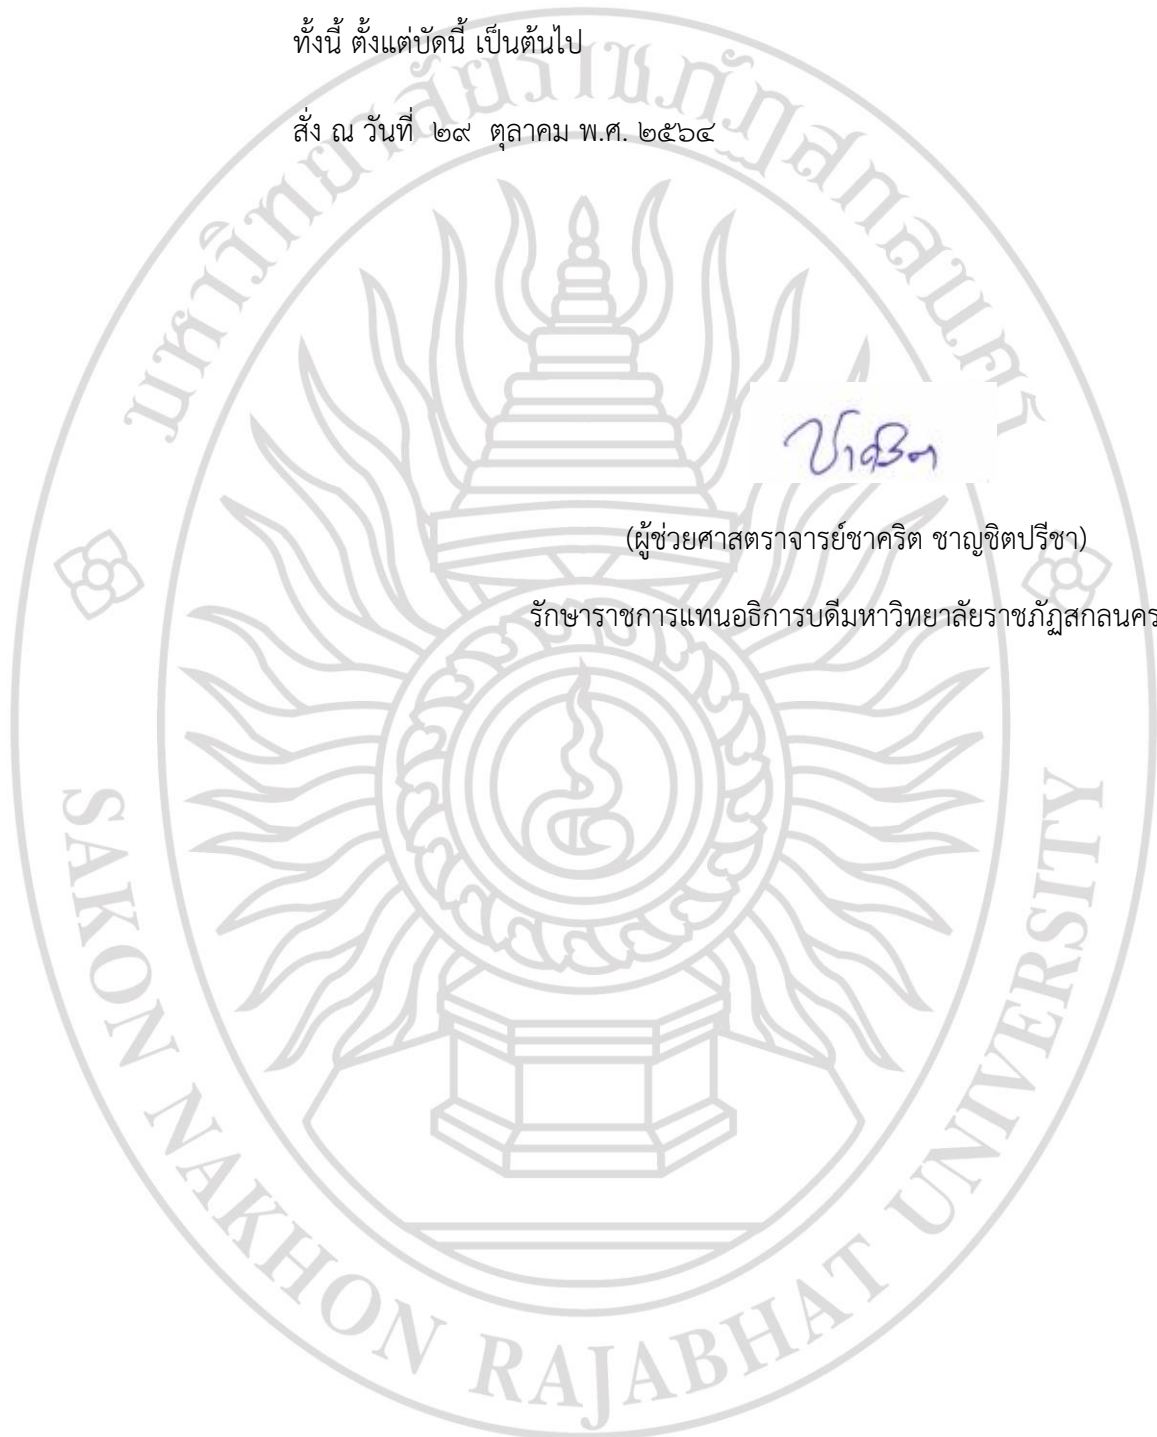 ทั้งนี้ ตั้งแต่บัดนี้ เป็นต้นไป
สั่ง ณ วันที่ ๒๙ ตุลาคม พ.ศ. ๒๕๖๔
มหาวิทยาลัยราชภัฏสกลนคร
ชาคริต
(ผู้ช่วยศาสตราจารย์ชาคริต ชาญชิตปรีชา)
รักษาราชการแทนอธิการบดีมหาวิทยาลัยราชภัฏสกลนคร
SAKON NAKHON RAJABHAT UNIVERSITY